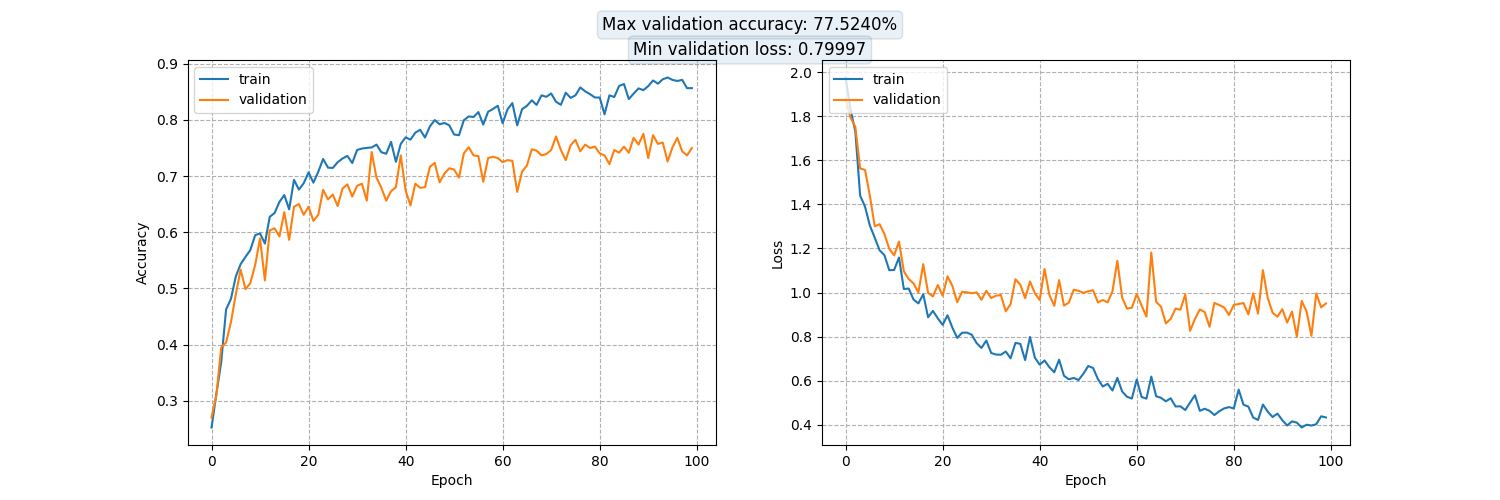 Max validation accuracy: 77.5240%
Min validation loss: 0.79997
train
validation
0.9
0.8
0.7
0.6
0.5
0.4
0.3
Accuracy
0
20
40
60
80
100
Epoch
train
validation
2.0
1.8
1.6
1.4
1.2
1.0
0.8
0.6
0.4
Loss
0
20
40
60
80
100
Epoch